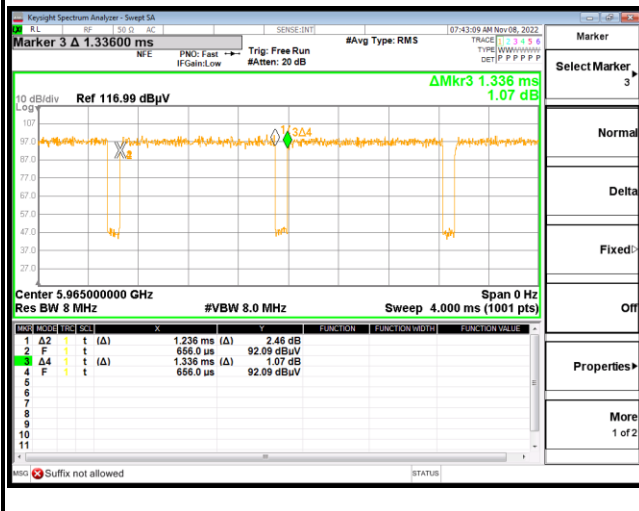 Keysight Spectrum Analyzer - Swept SA
RL RF 50 Ω AC SENSE:INT 07:43:09 AM Nov 08, 2022
Marker 3 Δ 1.33600 ms
NFE
PNO: Fast
IFGain:Low
Trig: Free Run
#Atten: 20 dB
#Avg Type: RMS
TRACE 1 2 3 4 5 6
TYPE
DET P P P P P P
ΔMkr3 1.336 ms
1.07 dB
10 dB/div Ref 116.99 dBµV
Log
107
97.0
87.0
77.0
67.0
57.0
47.0
37.0
27.0
3Δ4
Center 5.965000000 GHz Span 0 Hz
Res BW 8 MHz #VBW 8.0 MHz Sweep 4.000 ms (1001 pts)
MKR MODE TRC SCL X Y FUNCTION FUNCTION WIDTH FUNCTION VALUE
1 Δ2 1 t (Δ) 1.236 ms (Δ) 2.46 dB
2 F 1 t 656.0 µs 92.09 dBµV
3 Δ4 1 t (Δ) 1.336 ms (Δ) 1.07 dB
4 F 1 t 656.0 µs 92.09 dBµV
5
6
7
8
9
10
11
MSG Suffix not allowed STATUS
Marker
Select Marker
3
Normal
Delta
Fixed
Off
Properties
More
1 of 2